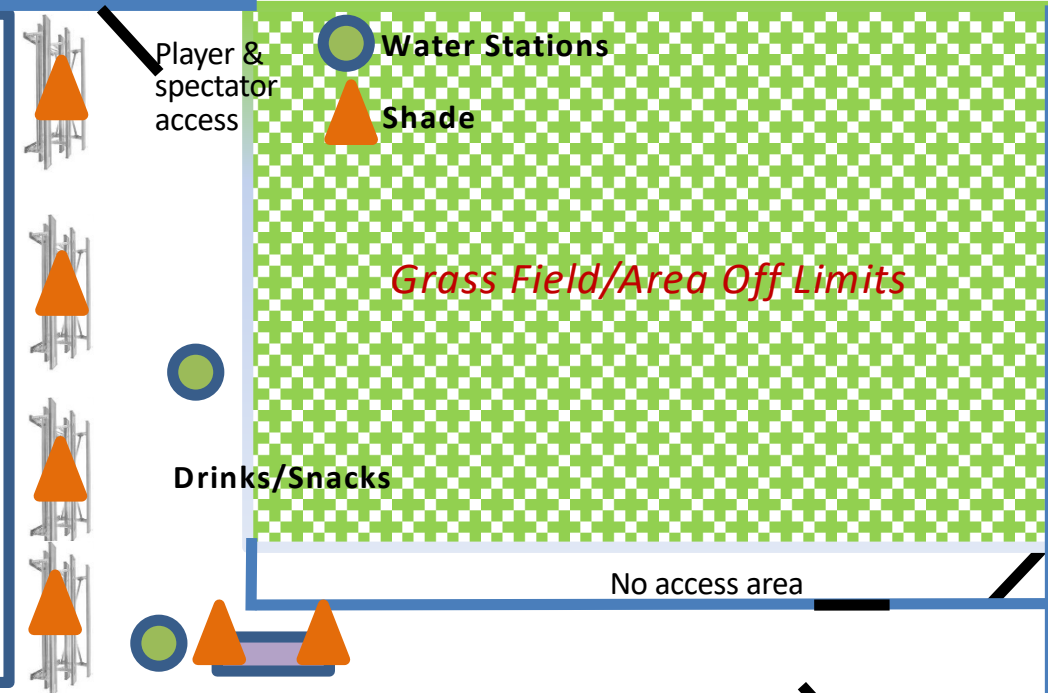 Player &
spectator
access
Water Stations
Shade
Grass Field/Area Off Limits
Drinks/Snacks
No access area